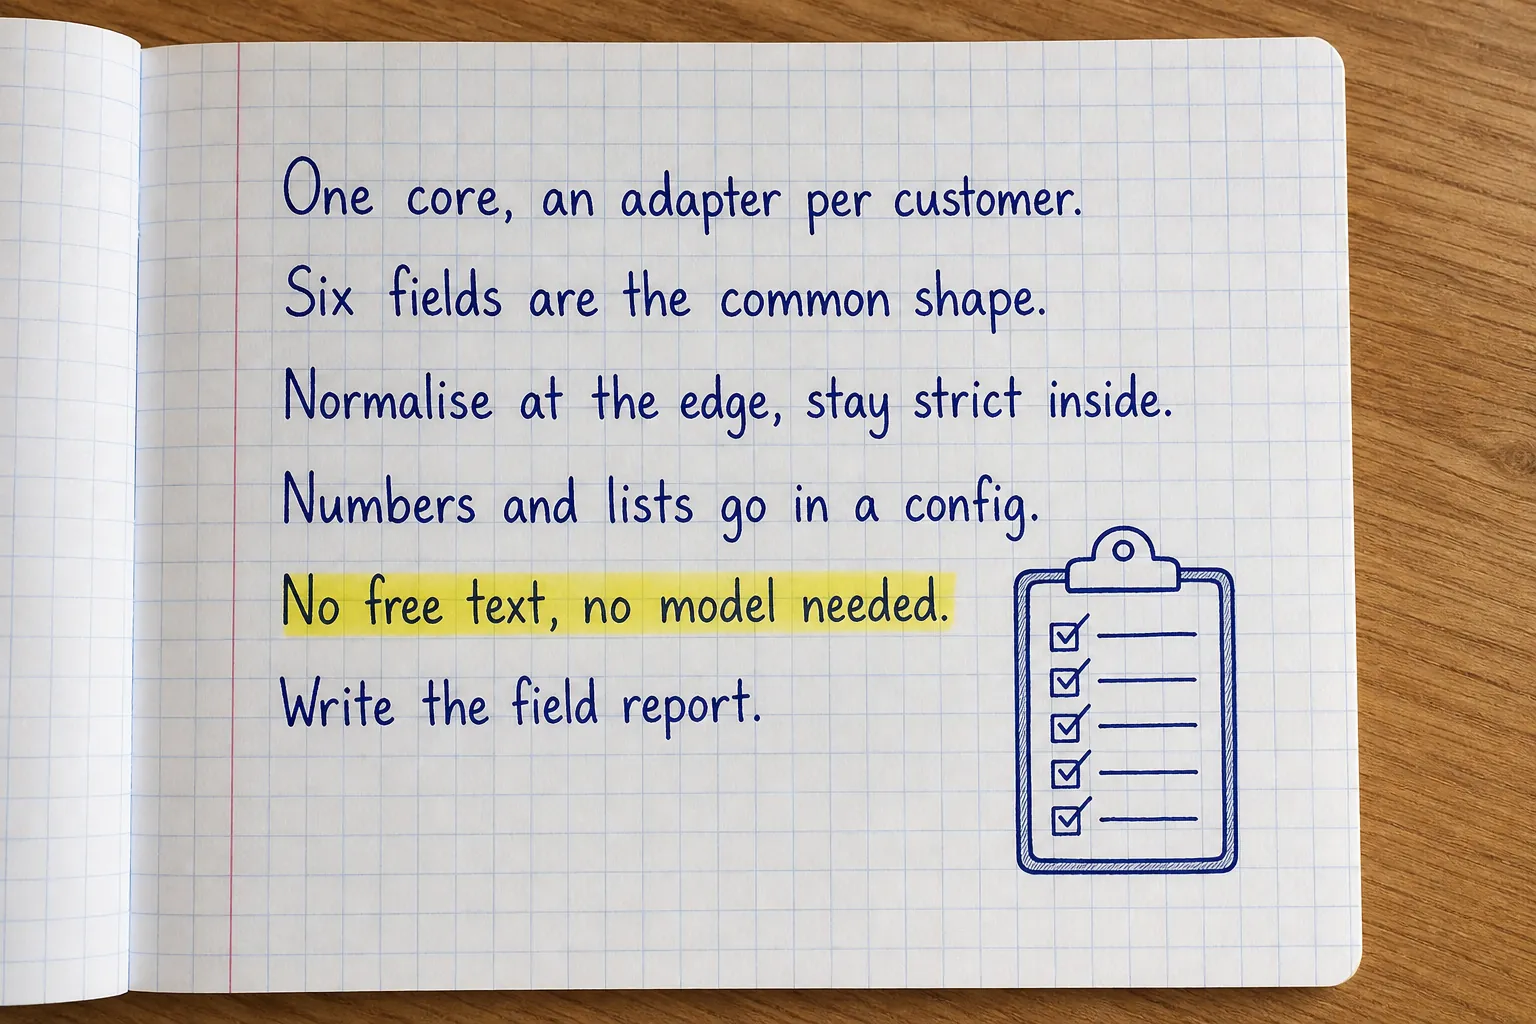 One core, an adapter per customer.
Six fields are the common shape.
Normalise at the edge, stay strict inside.
Numbers and lists go in a config.
No free text, no model needed.
Write the field report.